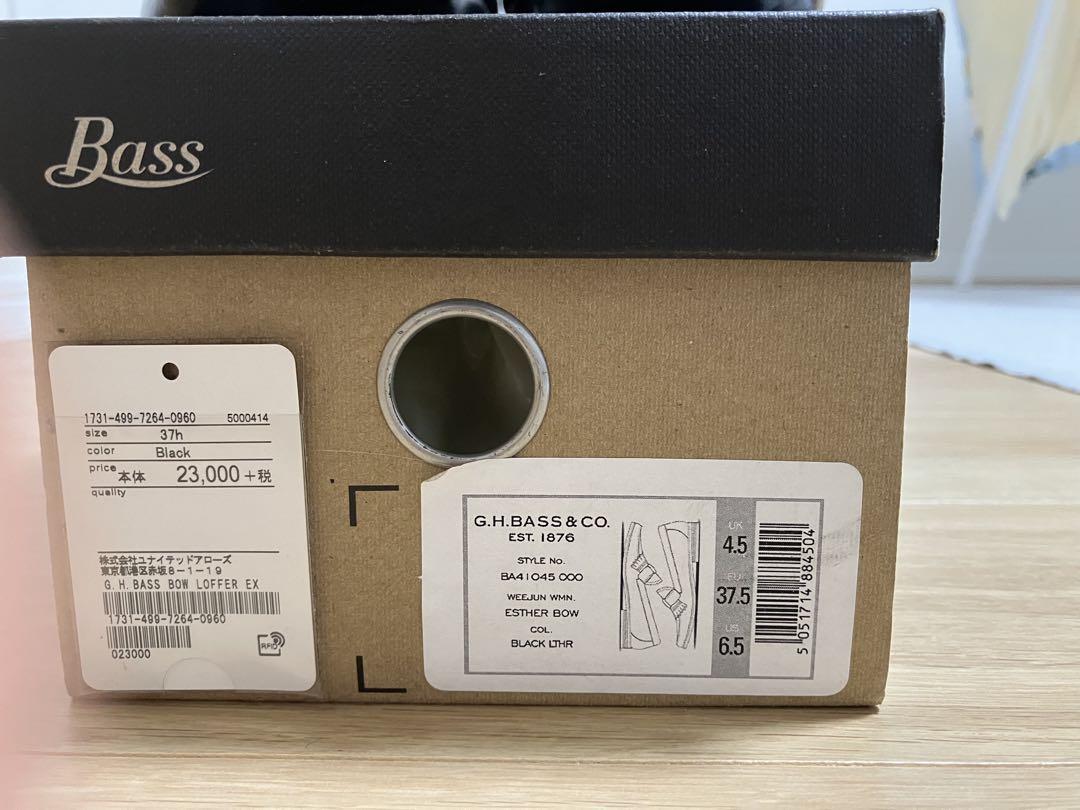 Bass
1731-499-7264-0960 5000414
size 37h
color Black
price 本体 23,000+税
quality
株式会社ユナイテッドアローズ
東京都港区赤坂8-1-19
G.H.BASS BOW LOFFER EX
1731-499-7264-0960
023000
RFID
G.H.BASS & CO.
EST. 1876
STYLE No.
BA41045 000
WEEJUN WMN.
ESTHER BOW
COL.
BLACK LTHR
UK
4.5
EU
37.5
US
6.5
5 051714 884504